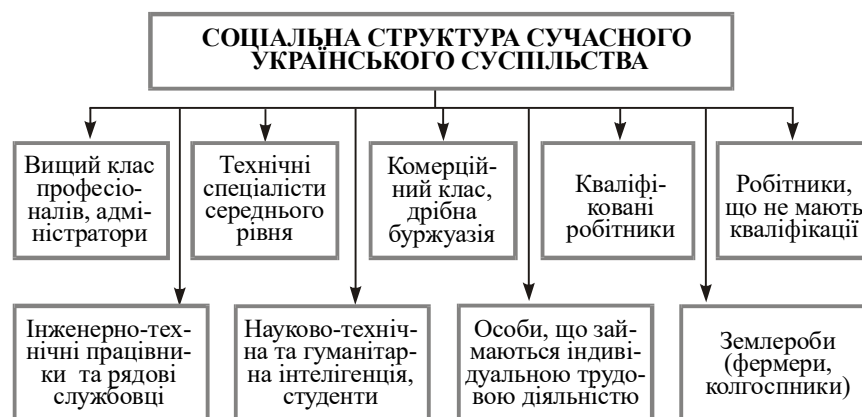 СОЦІАЛЬНА СТРУКТУРА СУЧАСНОГО
УКРАЇНСЬКОГО СУСПІЛЬСТВА
Вищий клас
професіо-
налів, адмі-
ністратори
Технічні
спеціалісти
середнього
рівня
Комерцій-
ний клас,
дрібна
буржуазія
Кваліфі-
ковані
робітники
Робітники,
що не мають
кваліфікації
Інженерно-тех-
нічні працівни-
ки та рядові
службовці
Науково-техніч-
на та гуманітар-
на інтелігенція,
студенти
Особи, що зай-
маються індиві-
дуальною трудо-
вою діяльністю
Землероби
(фермери,
колгоспники)